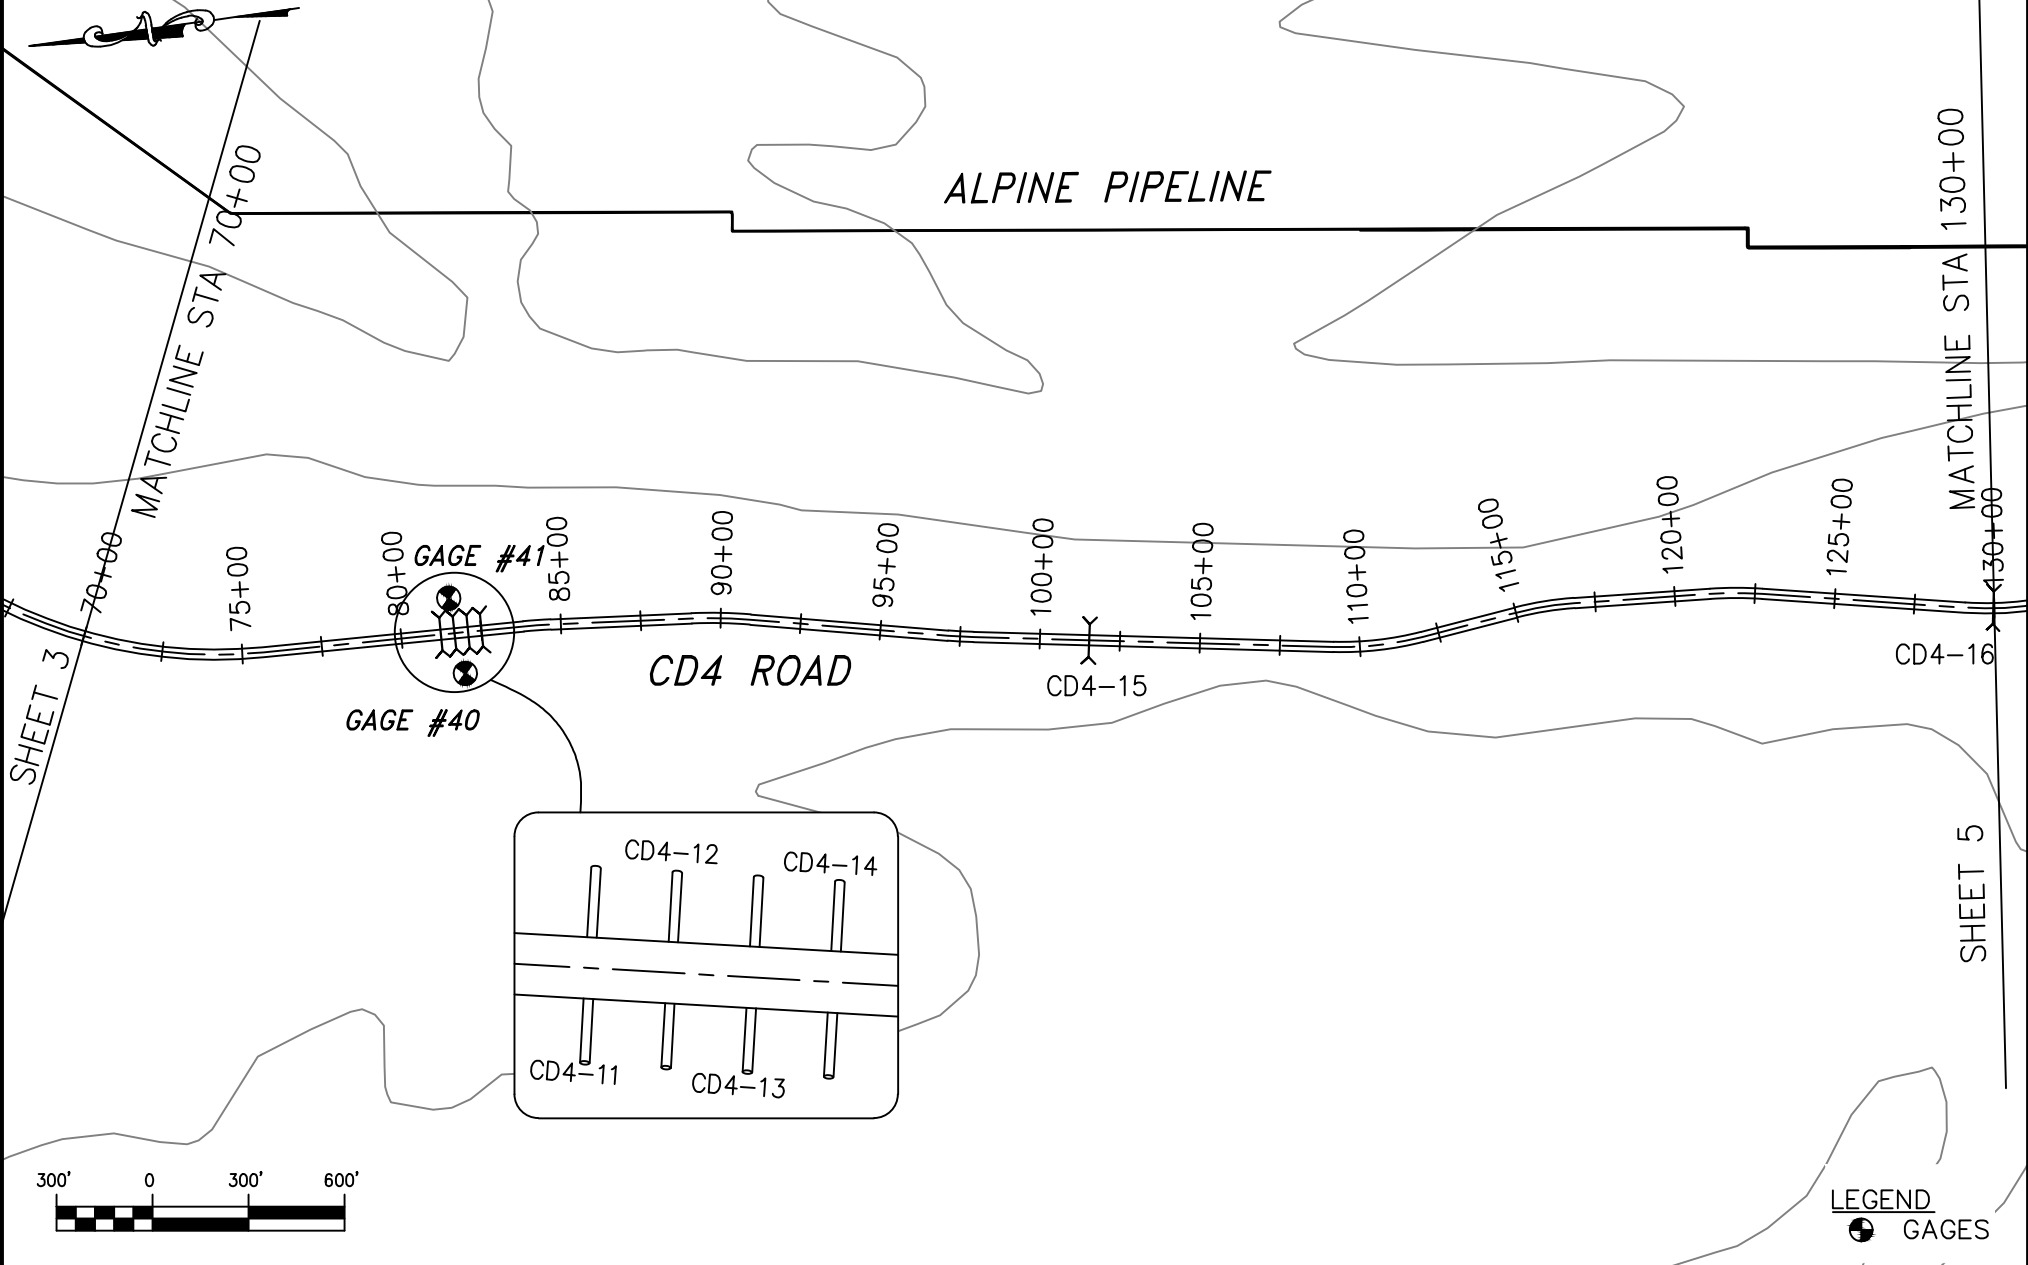 ALPINE PIPELINE
MATCHLINE STA 70+00
MATCHLINE STA 130+00
70+00
75+00
80+00
GAGE #41
85+00
90+00
95+00
100+00
105+00
110+00
115+00
120+00
125+00
130+00
SHEET 3
GAGE #40
CD4 ROAD
CD4-15
CD4-16
CD4-12
CD4-14
CD4-11
CD4-13
SHEET 5
300' 0 300' 600'
LEGEND
GAGES